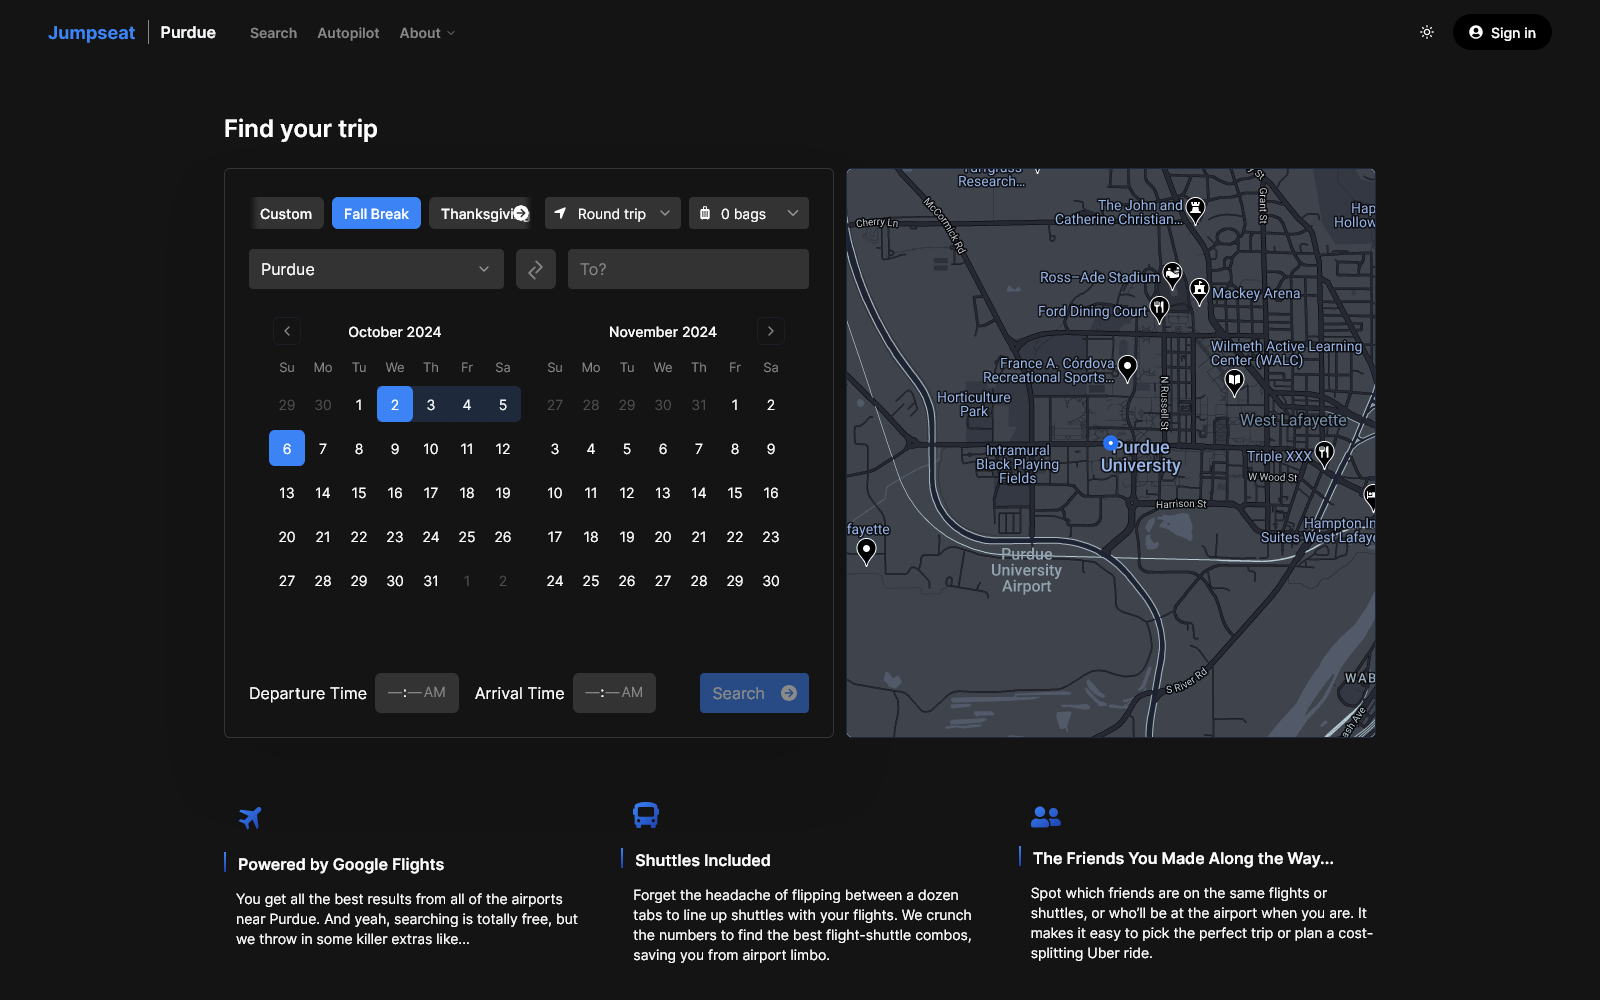 Jumpseat
Purdue
Search
Autopilot
About
Sign in
Find your trip
Custom
Fall Break
Round trip
0 bags
Purdue
To?
October 2024
November 2024
Su Mo Tu We Th Fr Sa
Su Mo Tu We Th Fr Sa
29 30 1 2 3 4 5
27 28 29 30 31 1 2
6 7 8 9 10 11 12
3 4 5 6 7 8 9
13 14 15 16 17 18 19
10 11 12 13 14 15 16
20 21 22 23 24 25 26
17 18 19 20 21 22 23
27 28 29 30 31 1 2
24 25 26 27 28 29 30
Departure Time
—:— AM
Arrival Time
—:— AM
Search
Research...
McCormick Rd
Cherry Ln
The John and
Catherine Christian...
Grant St
Hap
Hollow
Ross–Ade Stadium
Mackey Arena
Ford Dining Court
Wilmeth Active Learning
Center (WALC)
France A. Córdova
Recreational Sports...
N Russell St
Horticulture
Park
West Lafayette
Purdue
University
Intramural
Black Playing
Fields
Triple XXX
W Wood St
Harrison St
Hampton In
Suites West Lafaye
fayette
Purdue
University
Airport
S River Rd
WAB
ash Ave
Powered by Google Flights
You get all the best results from all of the airports
near Purdue. And yeah, searching is totally free, but
we throw in some killer extras like...
Shuttles Included
Forget the headache of flipping between a dozen
tabs to line up shuttles with your flights. We crunch
the numbers to find the best flight-shuttle combos,
saving you from airport limbo.
The Friends You Made Along the Way...
Spot which friends are on the same flights or
shuttles, or who'll be at the airport when you are. It
makes it easy to pick the perfect trip or plan a cost-
splitting Uber ride.